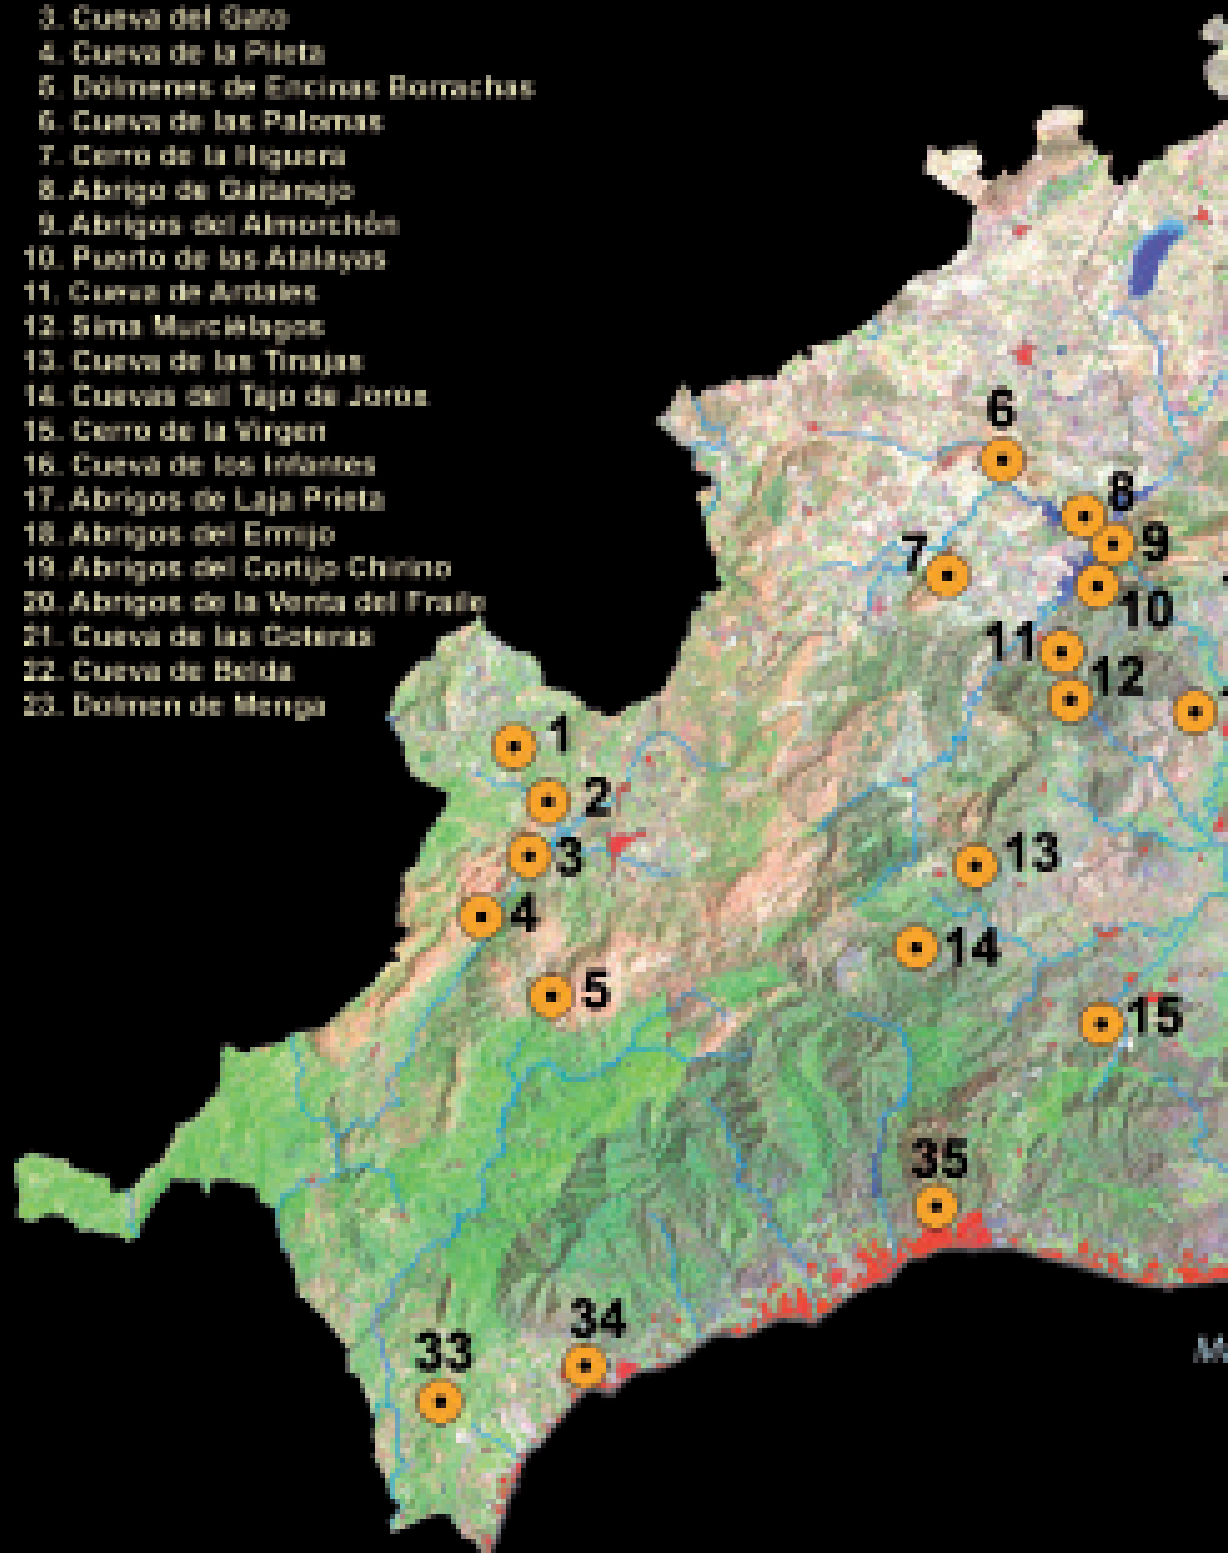 3. Cueva del Gato
4. Cueva de la Pileta
5. Dólmenes de Encinas Borrachas
6. Cueva de las Palomas
7. Cerro de la Higuera
8. Abrigo de Gaitanejo
9. Abrigos del Almorchón
10. Puerto de las Atalayas
11. Cueva de Ardales
12. Sima Murciélagos
13. Cueva de las Tinajas
14. Cuevas del Tajo de Jorox
15. Cerro de la Virgen
16. Cueva de los Infantes
17. Abrigos de Laja Prieta
18. Abrigos del Ermijo
19. Abrigos del Cortijo Chirino
20. Abrigos de la Venta del Fraile
21. Cueva de las Goteras
22. Cueva de Belda
23. Dolmen de Menga
6
8
7
9
10
11
12
1
2
3
13
4
14
5
15
35
34
33